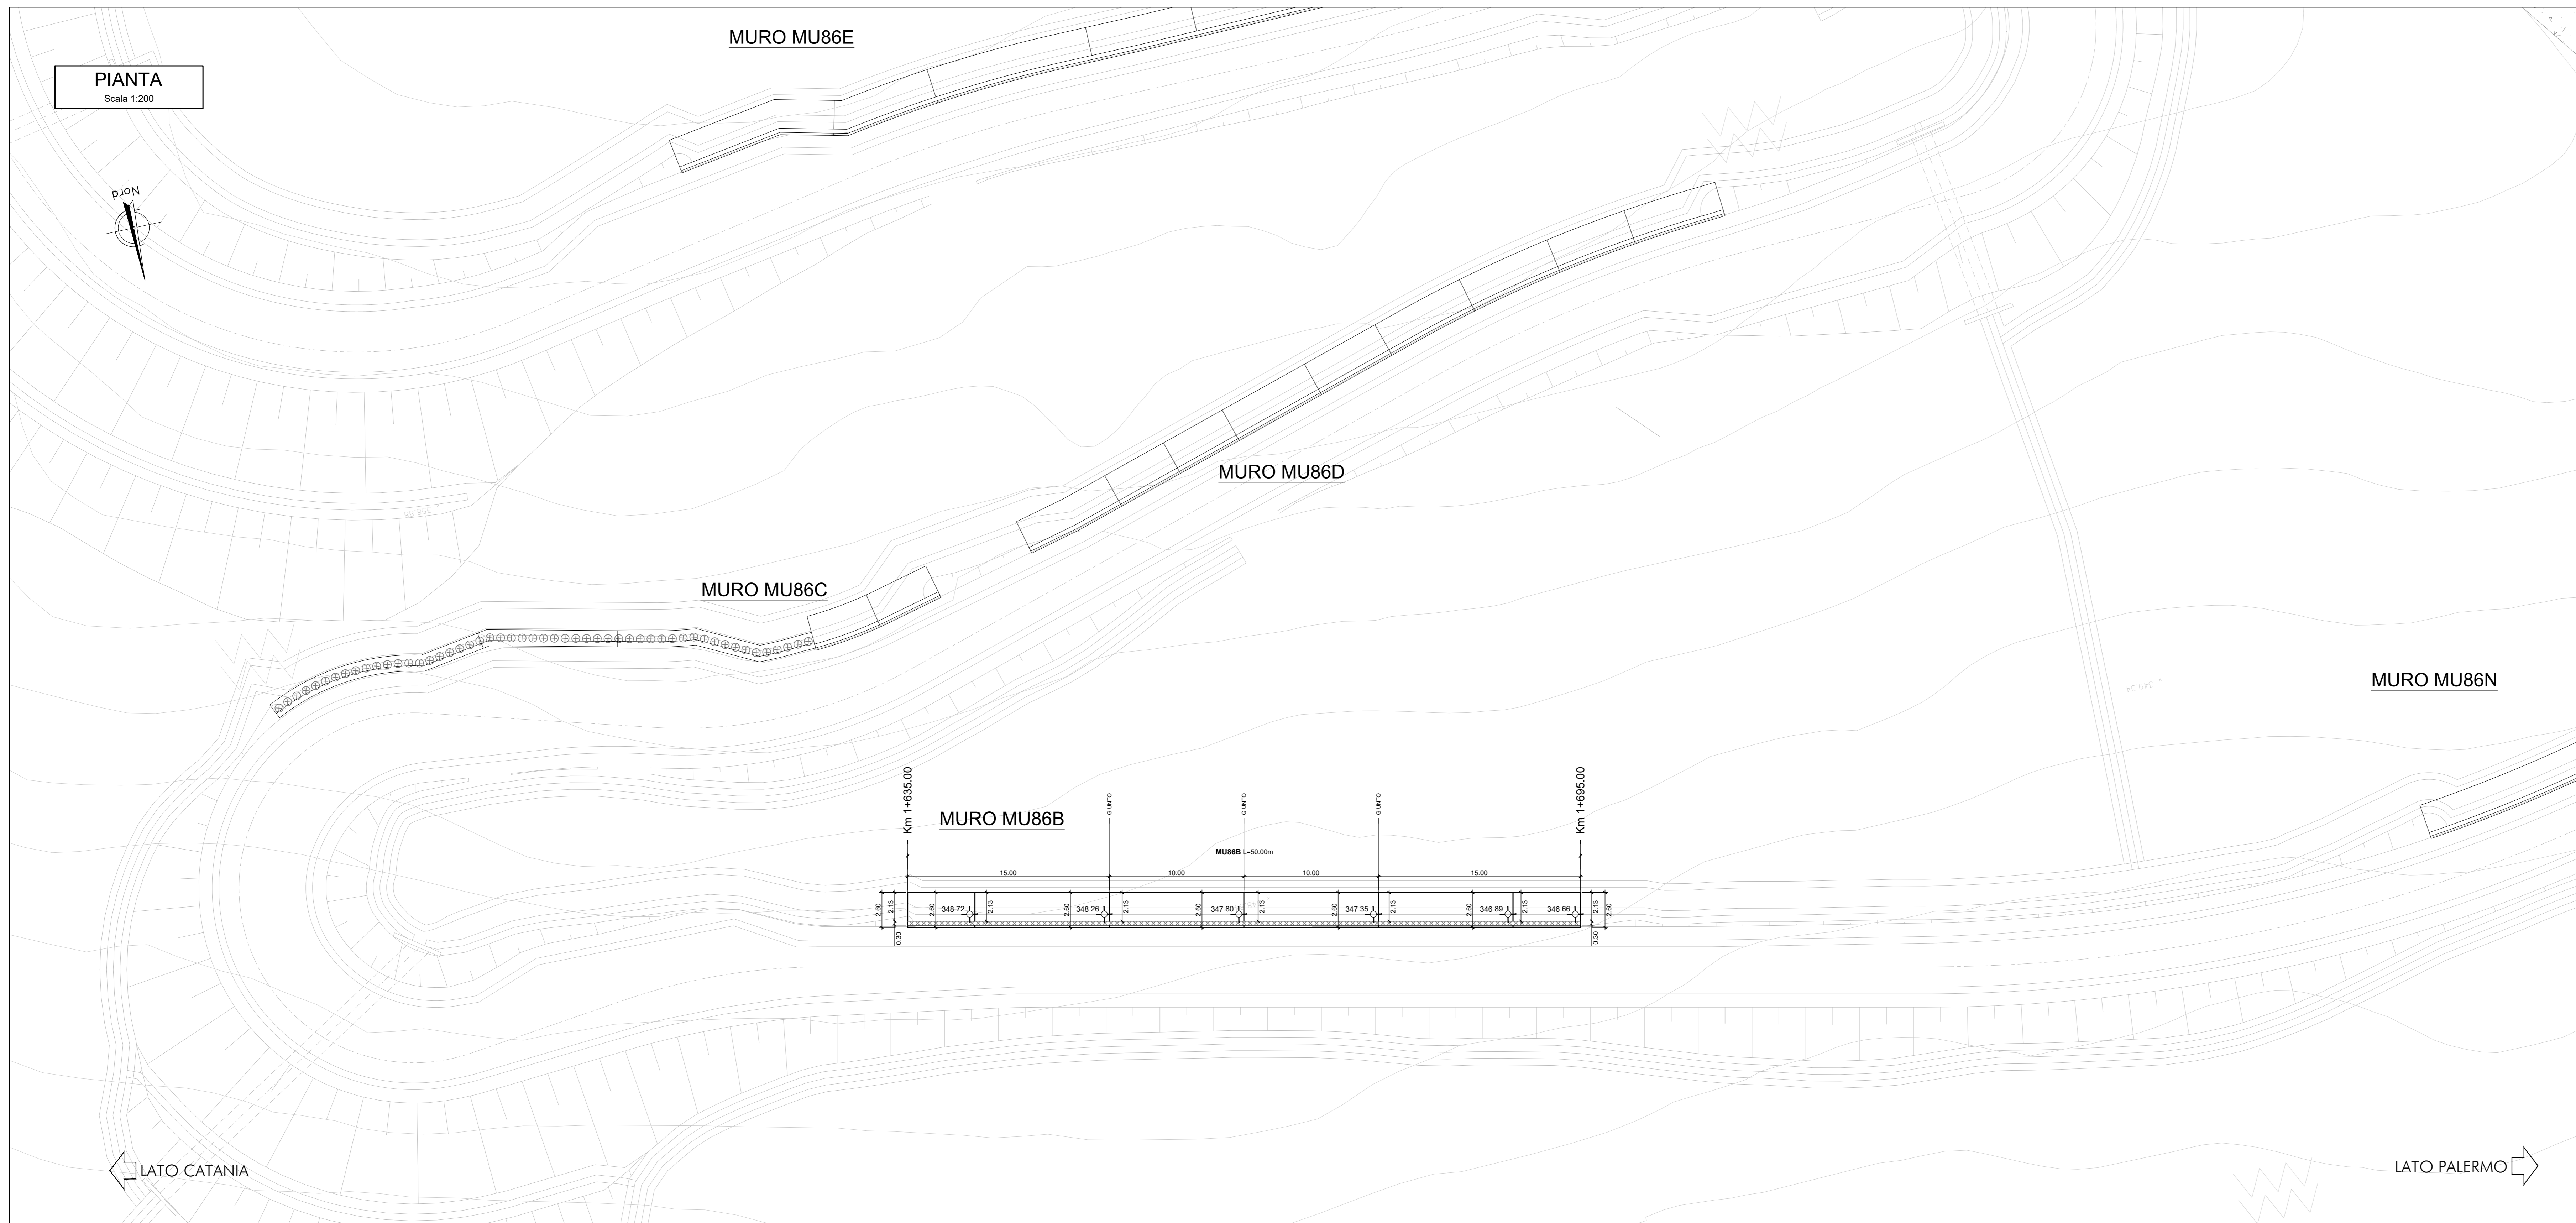 MURO MU86E
PIANTA
Scala 1:200
Nord
358.88
MURO MU86D
MURO MU86C
349.34
MURO MU86N
Km 1+635.00
MURO MU86B
GIUNTO
GIUNTO
GIUNTO
Km 1+695.00
MU86B L=50.00m
15.00
10.00
10.00
15.00
2.60
2.13
2.60
348.72
2.13
2.60
348.26
2.13
2.60
347.80
2.13
2.60
347.35
2.13
2.60
346.89
2.13
346.66
2.13
2.60
0.30
0.30
LATO CATANIA
LATO PALERMO